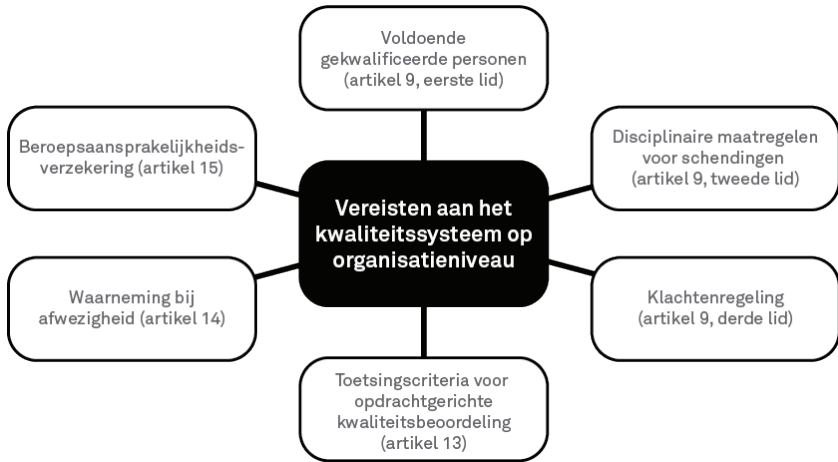 Voldoende
gekwalificeerde personen
(artikel 9, eerste lid)
Beroepsaansprakelijkheids-
verzekering (artikel 15)
Disciplinaire maatregelen
voor schendingen
(artikel 9, tweede lid)
Vereisten aan het
kwaliteitssysteem op
organisatieniveau
Waarneming bij
afwezigheid (artikel 14)
Klachtenregeling
(artikel 9, derde lid)
Toetsingscriteria voor
opdrachtgerichte
kwaliteitsbeoordeling
(artikel 13)